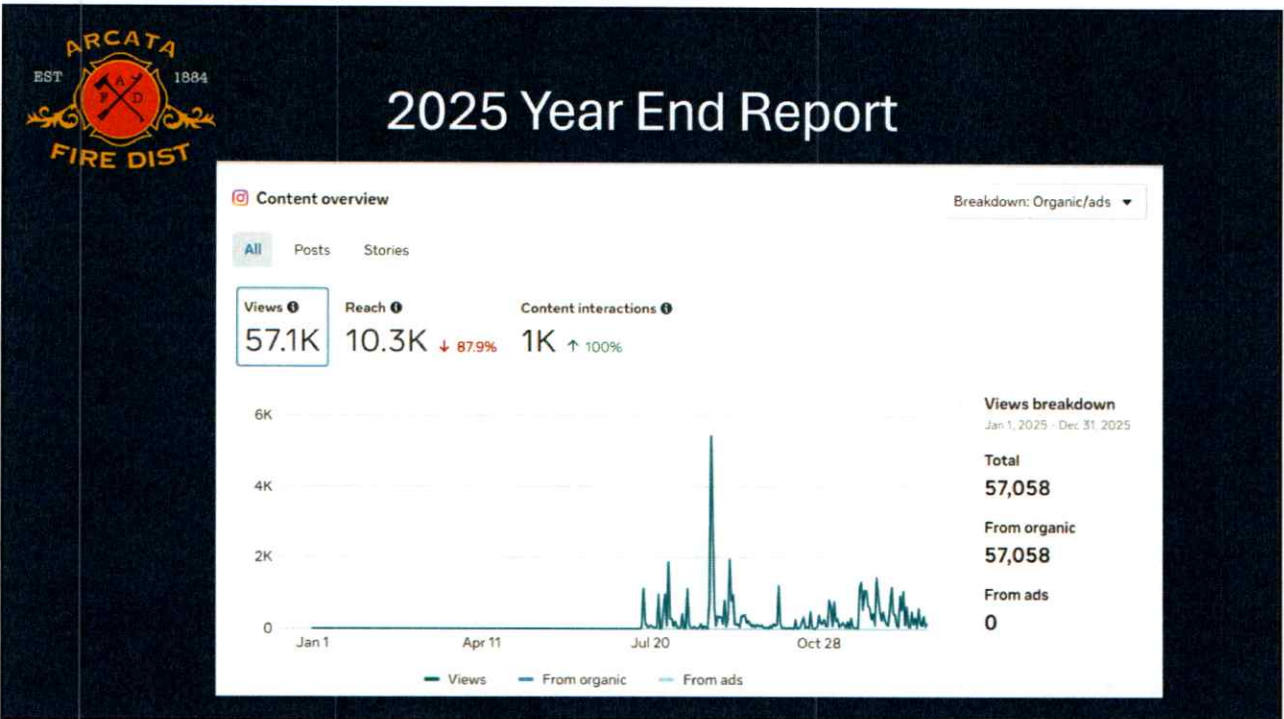 ARCATA
EST 1884
A
F D
FIRE DIST
2025 Year End Report
Content overview
Breakdown: Organic/ads
All Posts Stories
Views Reach Content interactions
57.1K 10.3K ↓ 87.9% 1K ↑ 100%
Views breakdown
Jan 1, 2025 - Dec 31, 2025
Total
57,058
From organic
57,058
From ads
0
6K
4K
2K
0
Jan 1 Apr 11 Jul 20 Oct 28
Views From organic From ads